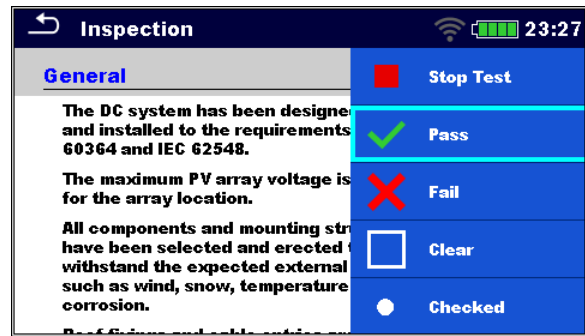 Inspection
23:27
General
The DC system has been designe
and installed to the requirements
60364 and IEC 62548.
The maximum PV array voltage is
for the array location.
All components and mounting str
have been selected and erected
withstand the expected external
such as wind, snow, temperature
corrosion.
Stop Test
Pass
Fail
Clear
Checked